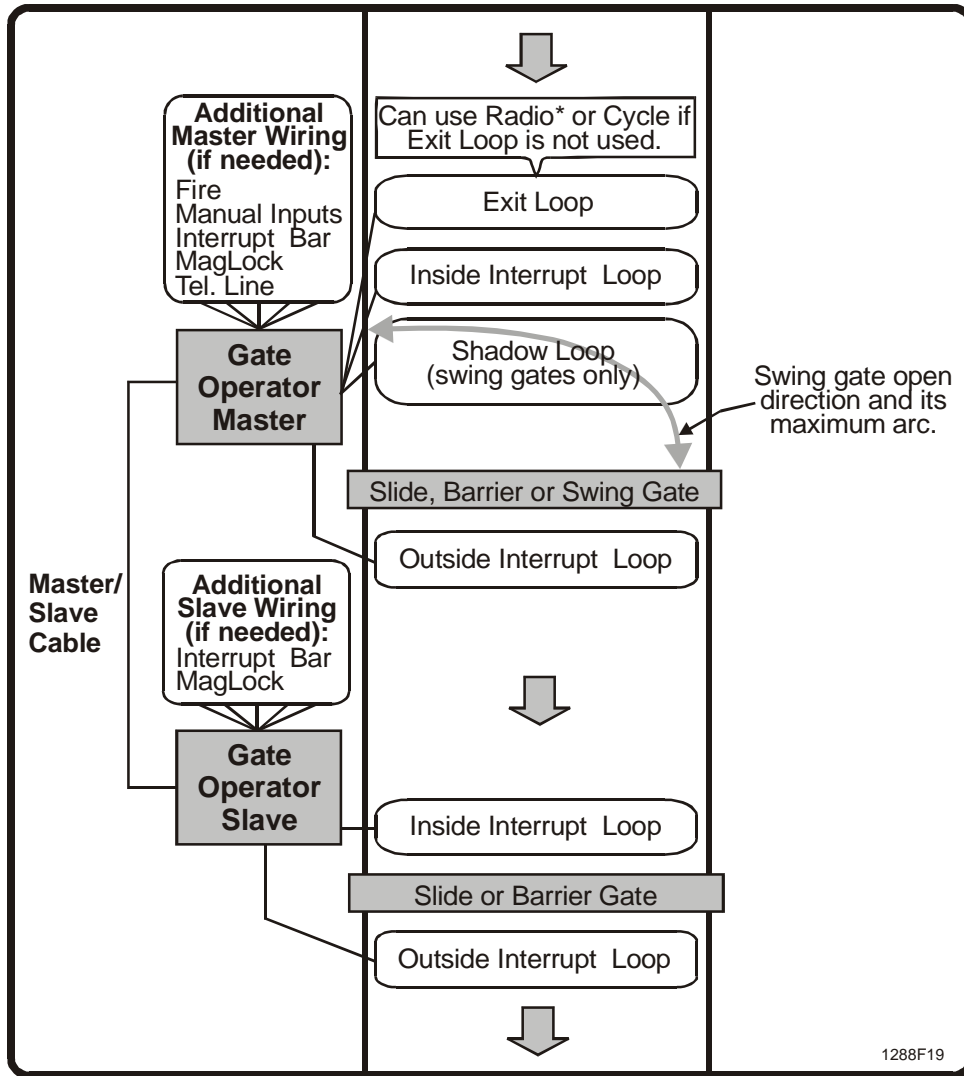 Additional
Master Wiring
(if needed):
Fire
Manual Inputs
Interrupt Bar
MagLock
Tel. Line
Can use Radio* or Cycle if
Exit Loop is not used.
Exit Loop
Inside Interrupt Loop
Shadow Loop
(swing gates only)
Gate
Operator
Master
Swing gate open
direction and its
maximum arc.
Slide, Barrier or Swing Gate
Outside Interrupt Loop
Master/
Slave
Cable
Additional
Slave Wiring
(if needed):
Interrupt Bar
MagLock
Gate
Operator
Slave
Inside Interrupt Loop
Slide or Barrier Gate
Outside Interrupt Loop
1288F19